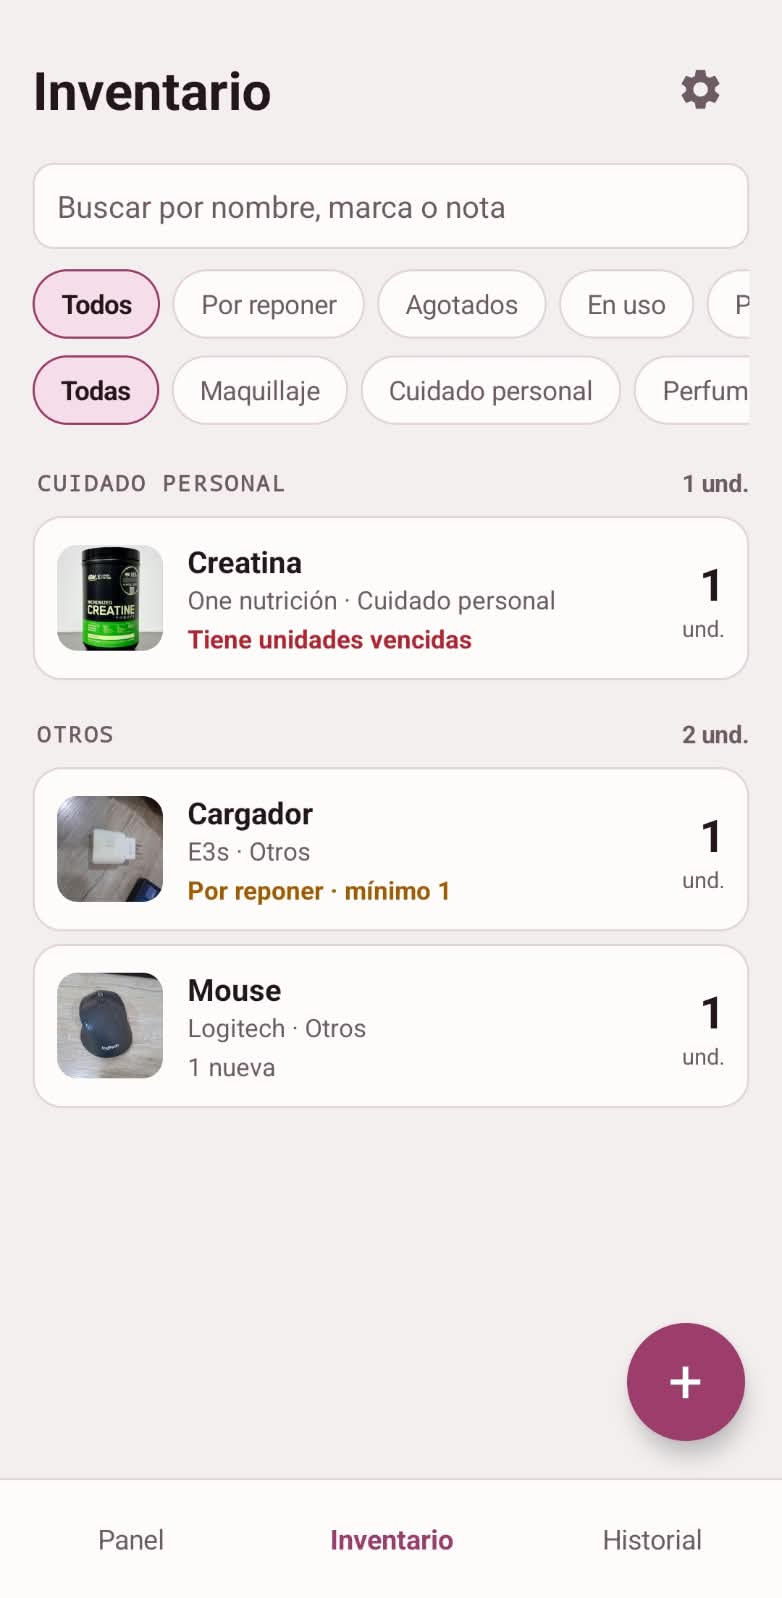 Inventario
Buscar por nombre, marca o nota
Todos Por reponer Agotados En uso P
Todas Maquillaje Cuidado personal Perfum
CUIDADO PERSONAL 1 und.
CREATINE
Creatina
One nutrición · Cuidado personal
Tiene unidades vencidas
1
und.
OTROS 2 und.
Cargador
E3s · Otros
Por reponer · mínimo 1
1
und.
Mouse
Logitech · Otros
1 nueva
1
und.
+
Panel Inventario Historial